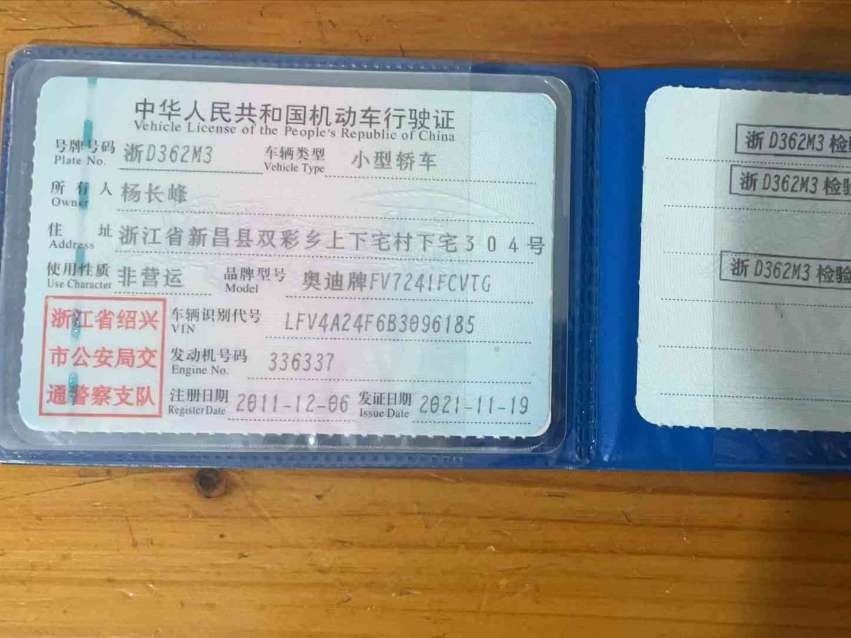 中华人民共和国机动车行驶证
Vehicle License of the People's Republic of China
号牌号码 浙D362M3 车辆类型 小型轿车
Plate No. Vehicle Type
所有人 杨长峰
Owner
住址 浙江省新昌县双彩乡上下宅村下宅304号
Address
使用性质 非营运 品牌型号 奥迪牌FV7241FCVTG
Use Character Model
浙江省绍兴
市公安局交
通警察支队
车辆识别代号 LFV4A24F6B3096185
VIN
发动机号码 336337
Engine No.
注册日期 2011-12-06 发证日期 2021-11-19
Register Date Issue Date
浙D362M3检
浙D362M3检
浙D362M3检